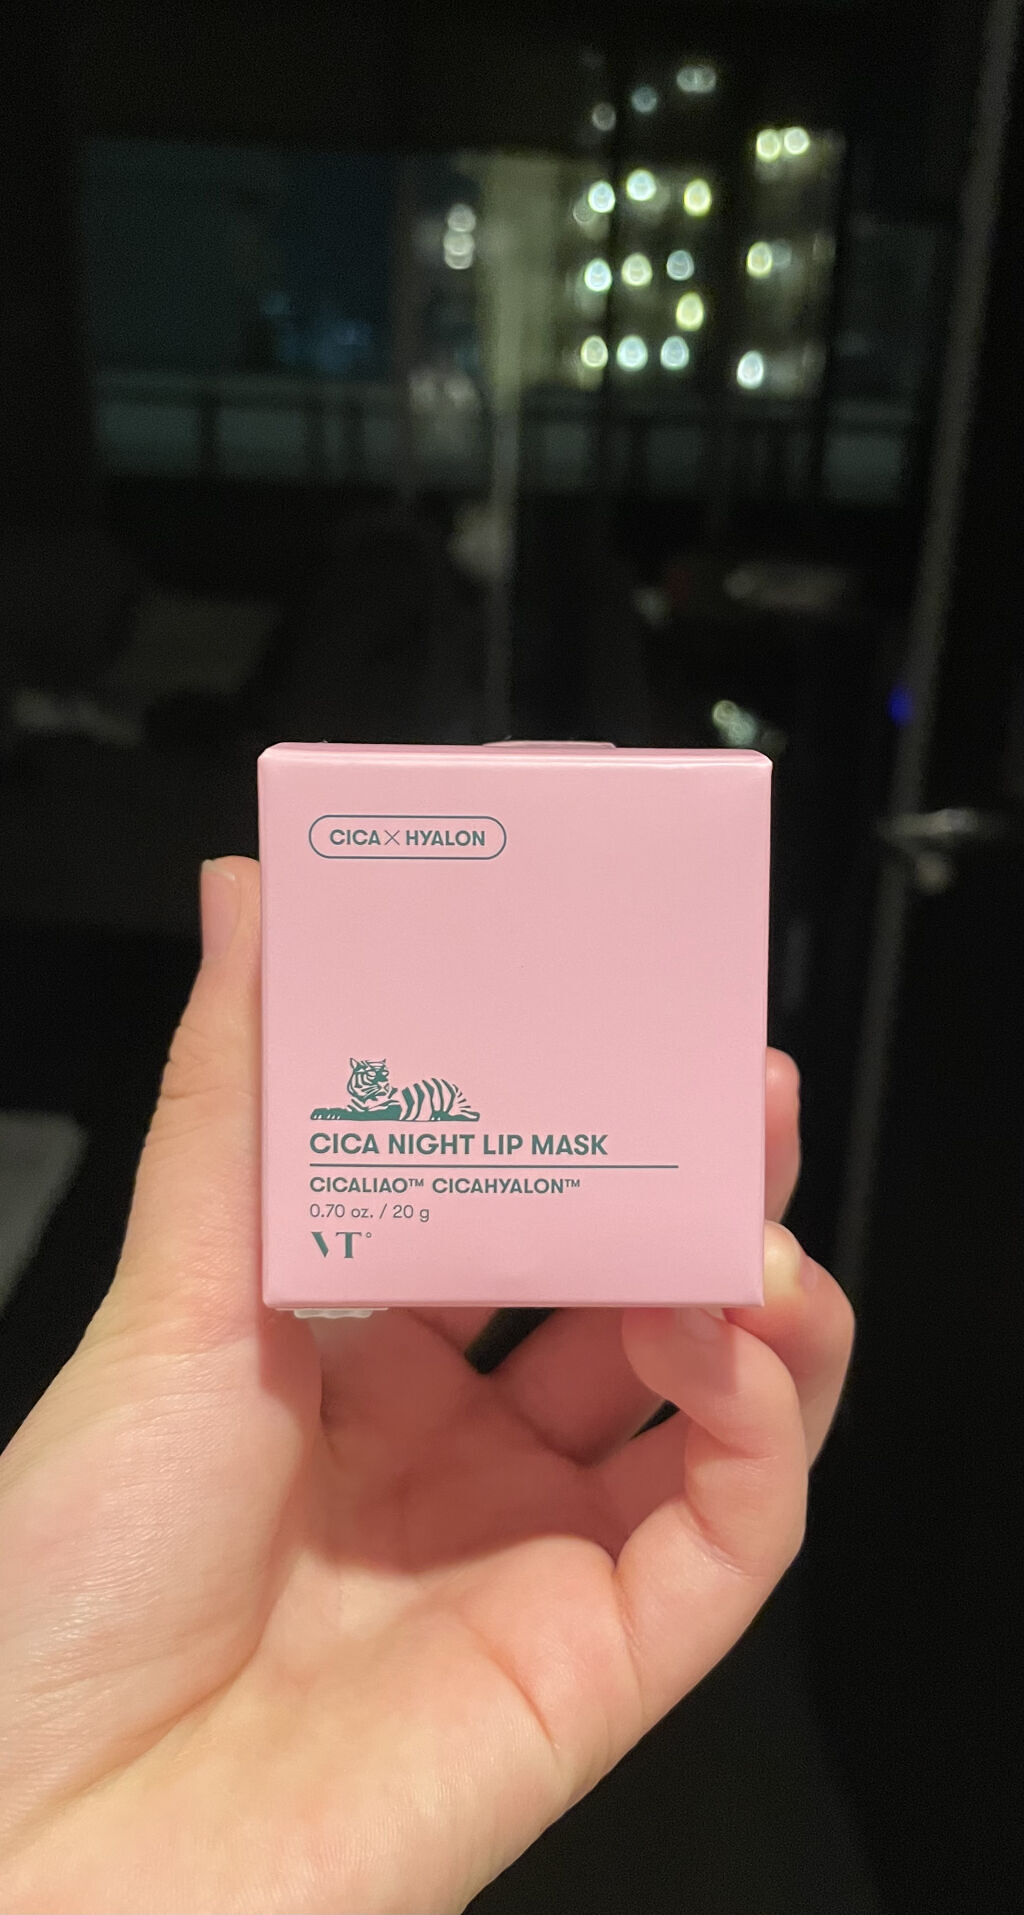 CICA×HYALON
CICA NIGHT LIP MASK
CICALIAO™ CICAHYALON™
0.70 oz. / 20 g
VT°